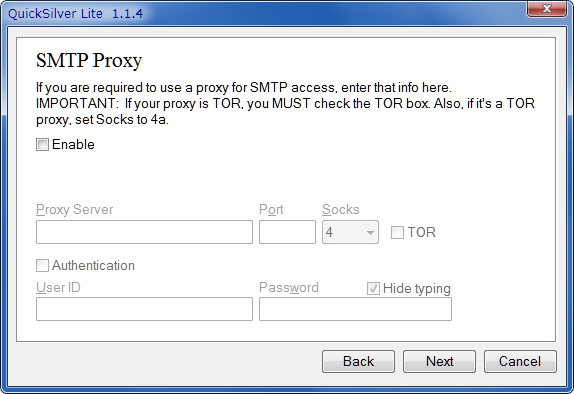 QuickSilver Lite 1.1.4
SMTP Proxy
If you are required to use a proxy for SMTP access, enter that info here.
IMPORTANT: If your proxy is TOR, you MUST check the TOR box. Also, if it's a TOR
proxy, set Socks to 4a.
Enable
Proxy Server Port Socks
4 TOR
Authentication
User ID Password Hide typing
Back Next Cancel